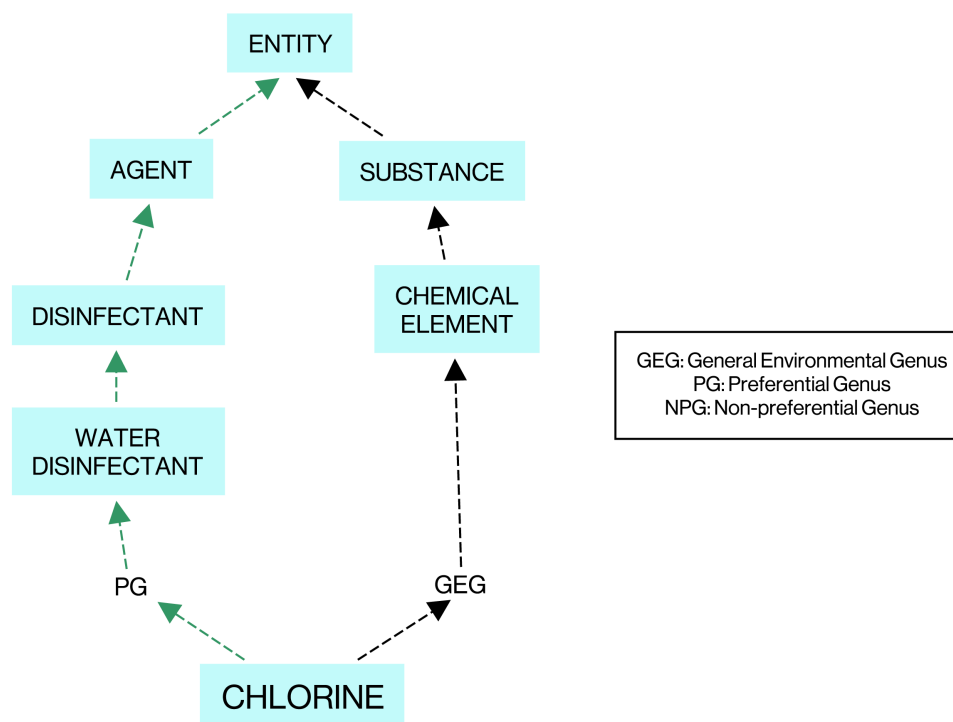 ENTITY
AGENT
SUBSTANCE
DISINFECTANT
CHEMICAL
ELEMENT
GEG: General Environmental Genus
PG: Preferential Genus
NPG: Non-preferential Genus
WATER
DISINFECTANT
PG
GEG
CHLORINE